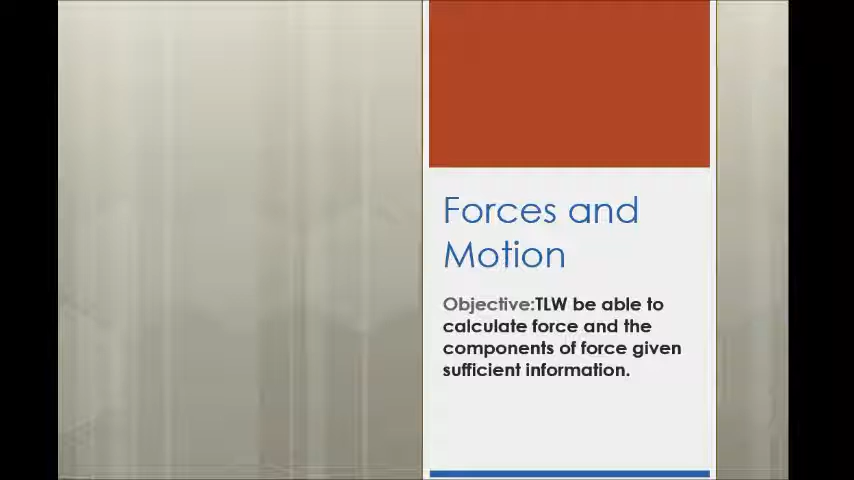 Forces and
Motion
Objective:TLW be able to
calculate force and the
components of force given
sufficient information.